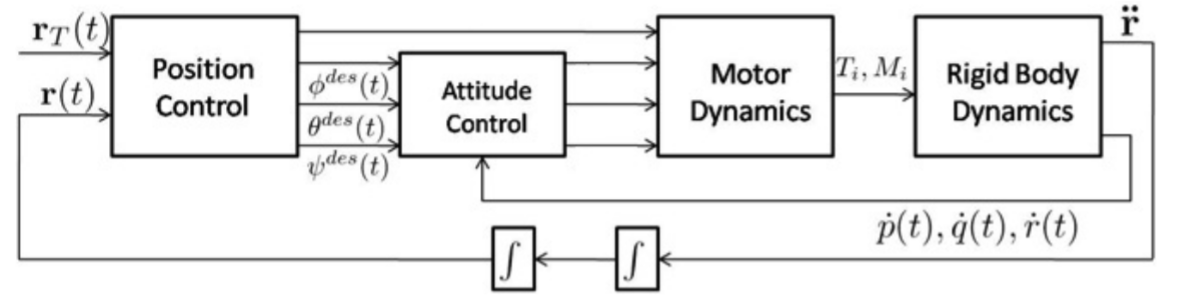 r_T(t)
r(t)
Position
Control
ϕ^{des}(t)
θ^{des}(t)
ψ^{des}(t)
Attitude
Control
Motor
Dynamics
T_i, M_i
Rigid Body
Dynamics
r̈
ṗ(t), q̇(t), ṙ(t)
∫
∫